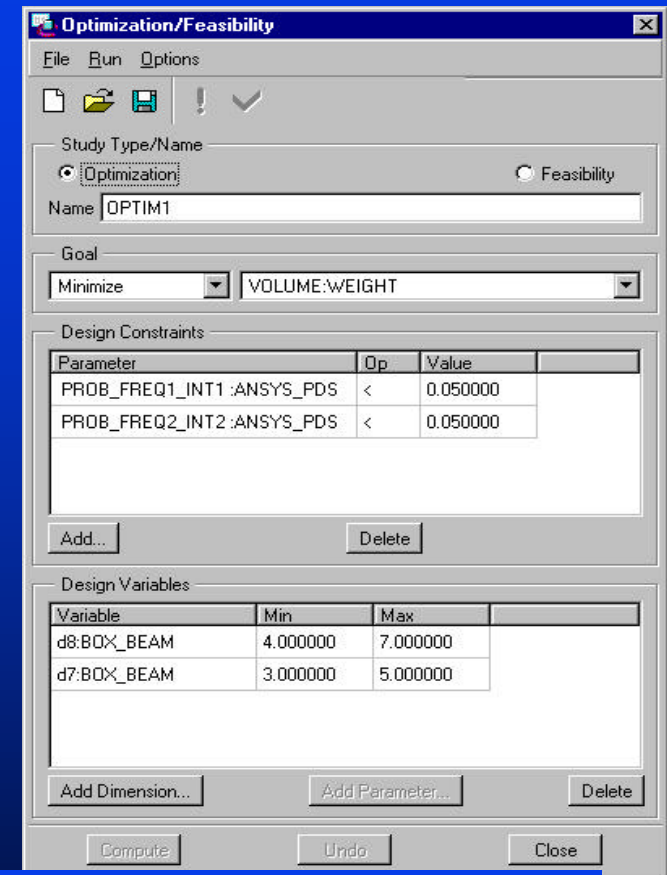 Optimization/Feasibility
File Run Options
Study Type/Name
Optimization Feasibility
Name OPTIM1
Goal
Minimize VOLUME:WEIGHT
Design Constraints
Parameter Op Value
PROB_FREQ1_INT1:ANSYS_PDS < 0.050000
PROB_FREQ2_INT2:ANSYS_PDS < 0.050000
Add... Delete
Design Variables
Variable Min Max
d8:BOX_BEAM 4.000000 7.000000
d7:BOX_BEAM 3.000000 5.000000
Add Dimension... Add Parameter... Delete
Compute Undo Close